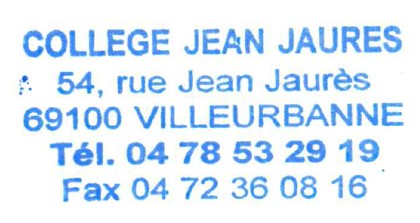 COLLEGE JEAN JAURES
54, rue Jean Jaurès
69100 VILLEURBANNE
Tél. 04 78 53 29 19
Fax 04 72 36 08 16